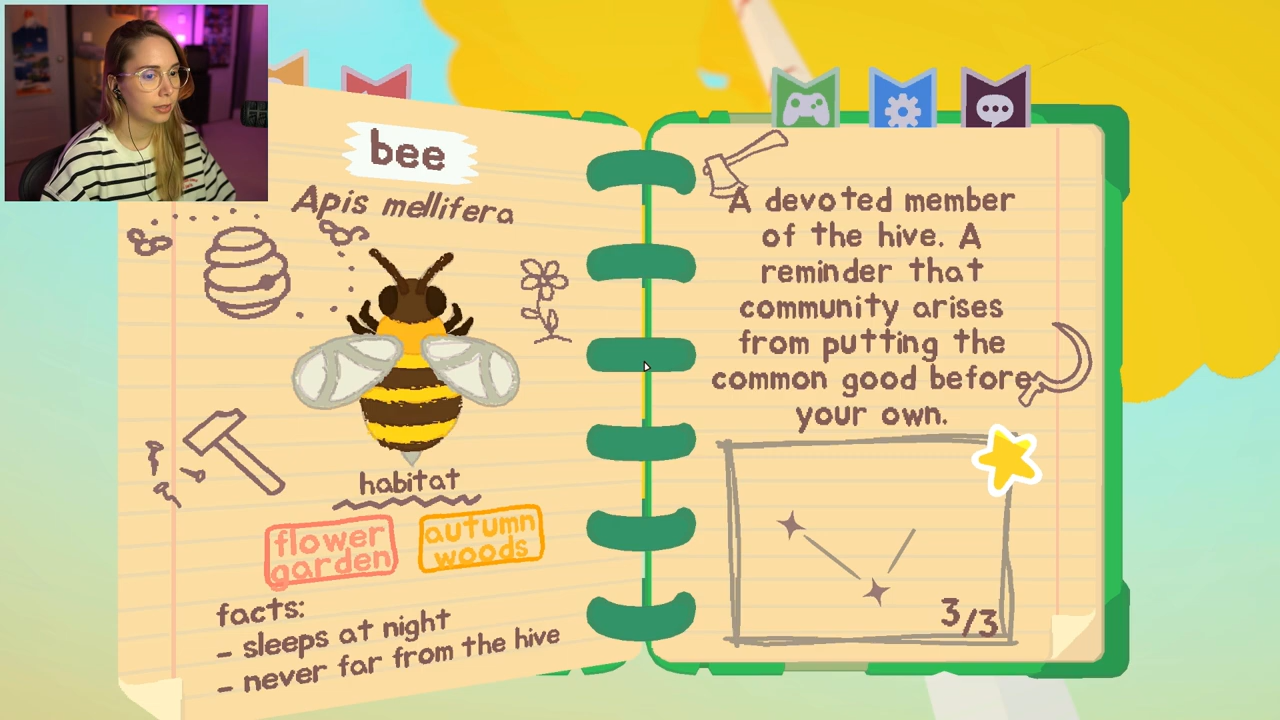 bee
Apis mellifera
habitat
flower
garden
autumn
woods
facts:
- sleeps at night
- never far from the hive
A devoted member
of the hive. A
reminder that
community arises
from putting the
common good before
your own.
3/3